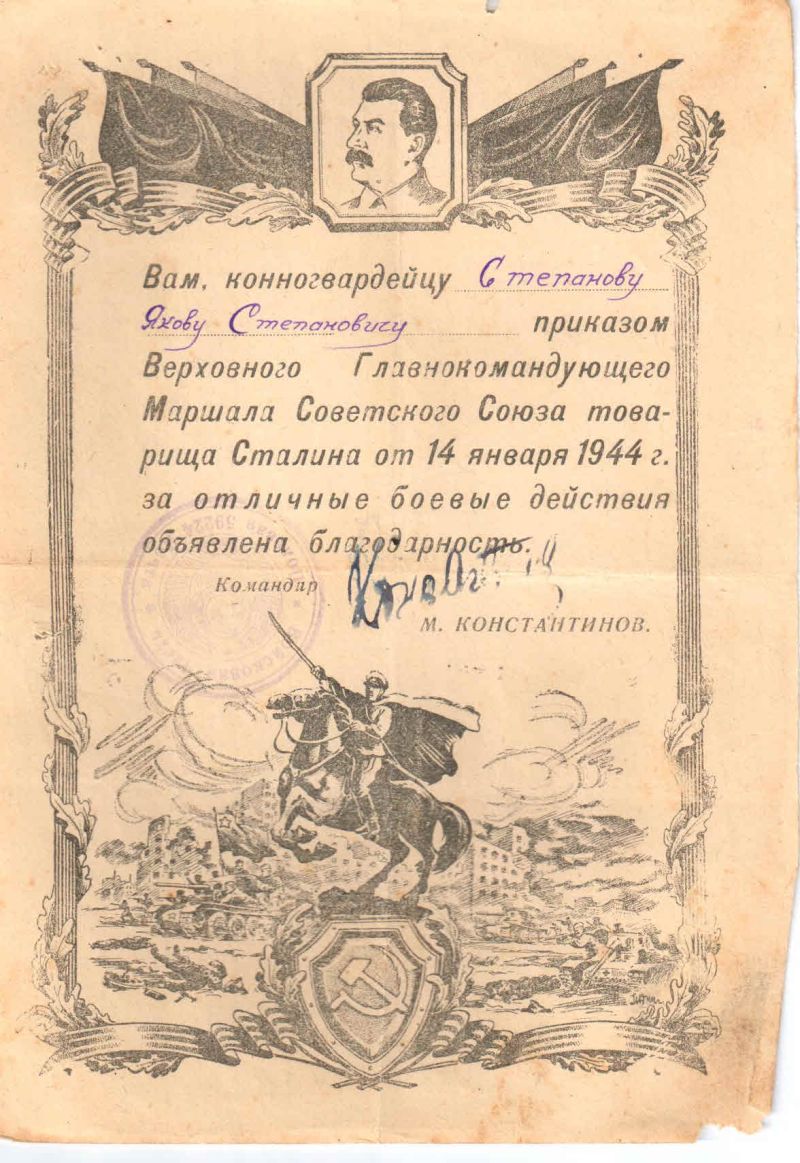 Вам, конногвардейцу Степанову
Якову Степановичу приказом
Верховного Главнокомандующего
Маршала Советского Союза това-
рища Сталина от 14 января 1944 г.
за отличные боевые действия
объявлена благодарность.
Командир
М. КОНСТАНТИНОВ.